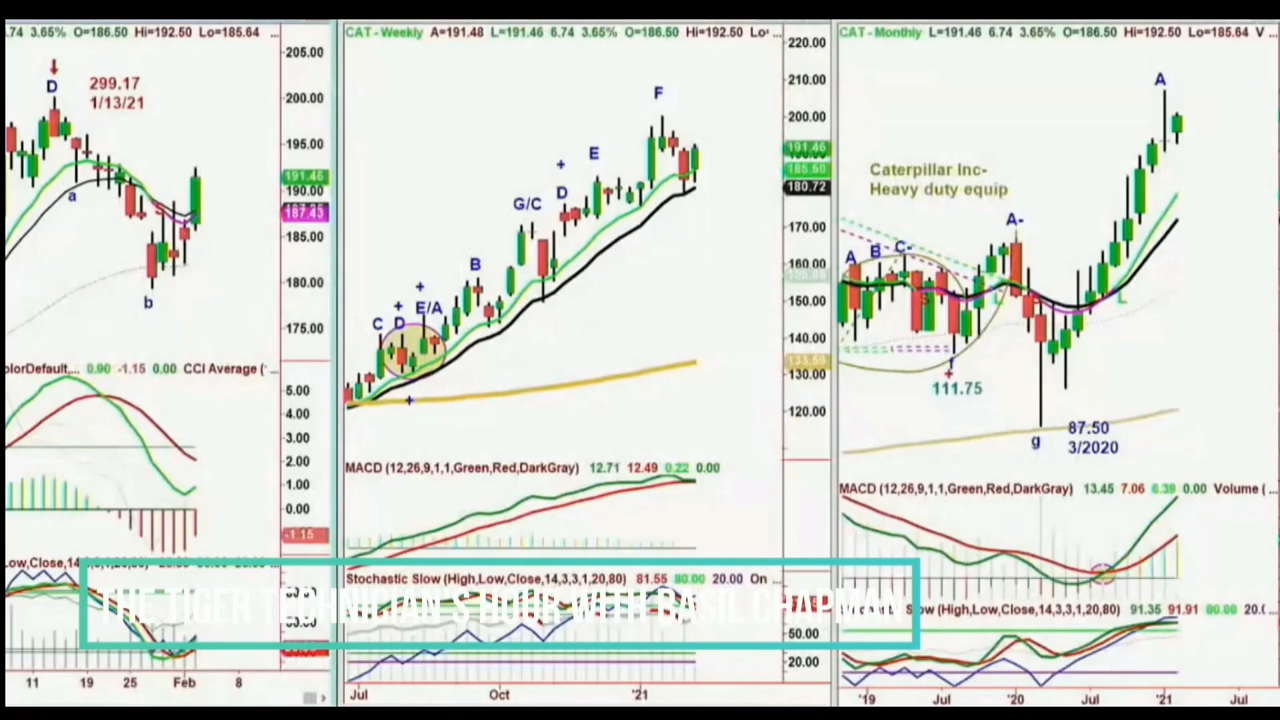 .74 3.65% O=186.50 Hi=192.50 Lo=185.64 ...
D
299.17
1/13/21
a
b
205.00
200.00
195.00
191.46
190.00
187.43
185.00
180.00
175.00
0.90 -1.15 0.00 CCI Average (
5.00
4.00
3.00
2.00
1.00
0.00
-1.15
11 19 25 Feb 8
CAT - Weekly A=191.48 L=191.46 6.74 3.65% O=186.50 Hi=192.50 Lo ...
F
E
+
D
G/C
B
+
E/A
+
C D
+
220.00
210.00
200.00
191.46
185.60
180.72
170.00
160.00
150.00
140.00
133.59
130.00
120.00
MACD (12,26,9,1,1,Green,Red,DarkGray) 12.71 12.49 0.22 0.00
Stochastic Slow (High,Low,Close,14,3,3,1,20,80) 81.55 80.00 20.00 On ...
50.00
20.00
Jul Oct '21
CAT - Monthly L=191.46 6.74 3.65% O=186.50 Hi=192.50 Lo=185.64 V ...
A
Caterpillar Inc-
Heavy duty equip
A-
A B C-
S
L
L
111.75
87.50
g
3/2020
MACD (12,26,9,1,1,Green,Red,DarkGray) 13.45 7.06 6.39 0.00 Volume ( ...
Slow (High,Low,Close,14,3,3,1,20,80) 91.35 91.91 80.00 20.0 ...
'19 Jul '20 Jul '21 Jul
THE TIGER TECHNICIAN'S HOUR WITH BASIL CHAPMAN